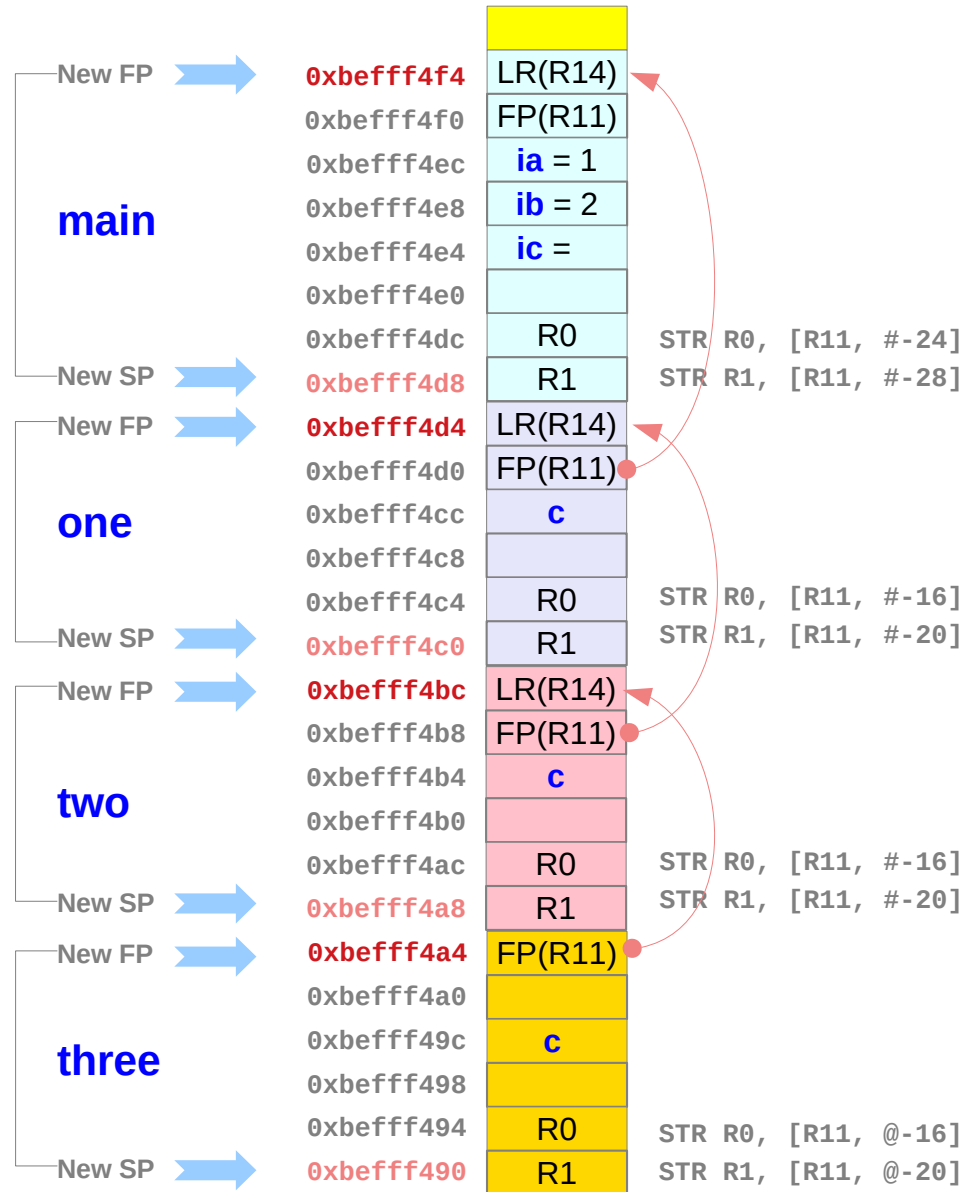 New FP 0xbefff4f4 LR(R14)
0xbefff4f0 FP(R11)
0xbefff4ec ia = 1
main 0xbefff4e8 ib = 2
0xbefff4e4 ic =
0xbefff4e0
0xbefff4dc R0 STR R0, [R11, #-24]
New SP 0xbefff4d8 R1 STR R1, [R11, #-28]
New FP 0xbefff4d4 LR(R14)
0xbefff4d0 FP(R11)
one 0xbefff4cc c
0xbefff4c8
0xbefff4c4 R0 STR R0, [R11, #-16]
New SP 0xbefff4c0 R1 STR R1, [R11, #-20]
New FP 0xbefff4bc LR(R14)
0xbefff4b8 FP(R11)
0xbefff4b4 c
two 0xbefff4b0
0xbefff4ac R0 STR R0, [R11, #-16]
New SP 0xbefff4a8 R1 STR R1, [R11, #-20]
New FP 0xbefff4a4 FP(R11)
0xbefff4a0
0xbefff49c c
three 0xbefff498
0xbefff494 R0 STR R0, [R11, @-16]
New SP 0xbefff490 R1 STR R1, [R11, @-20]